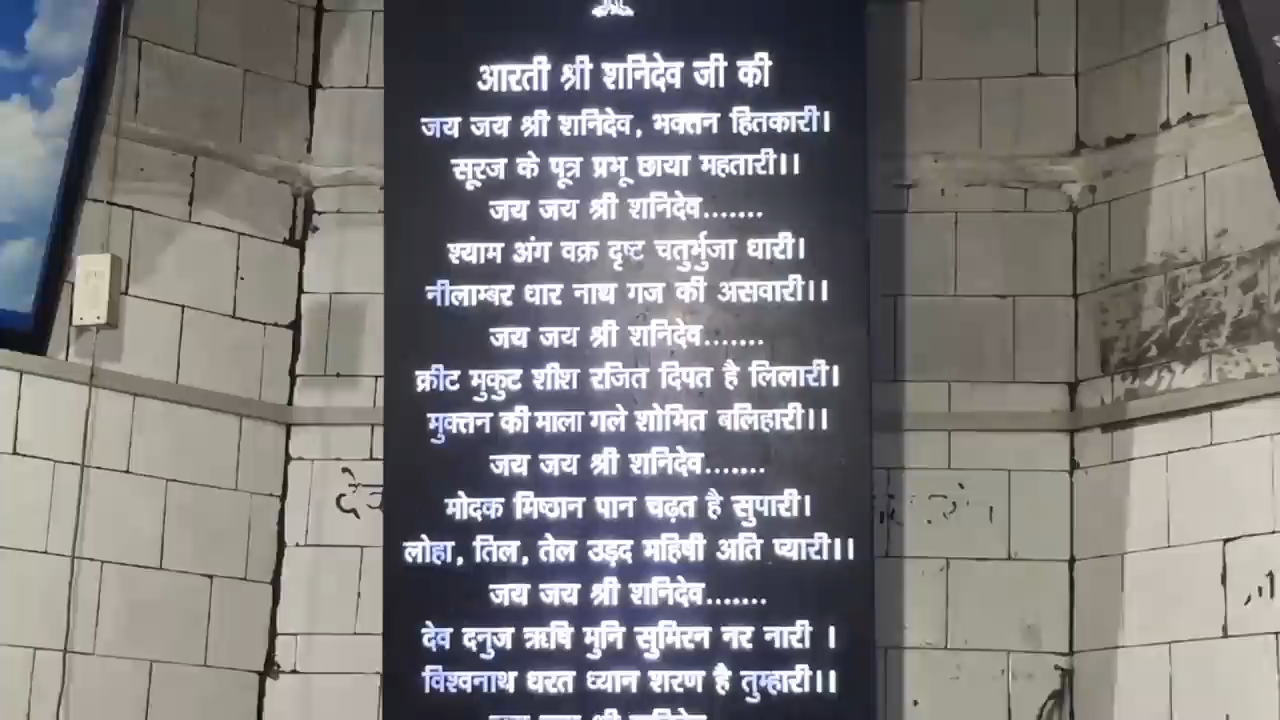 आरती श्री शनिदेव जी की
जय जय श्री शनिदेव, भक्तन हितकारी।
सूरज के पूत्र प्रभू छाया महतारी।।
जय जय श्री शनिदेव.......
श्याम अंग वक्र दृष्ट चतुर्भुजा धारी।
नीलाम्बर धार नाथ गज की असवारी।।
जय जय श्री शनिदेव.......
क्रीट मुकुट शीश रजित दिपत है लिलारी।
मुक्तन की माला गले शोभित बलिहारी।।
जय जय श्री शनिदेव.......
मोदक मिष्ठान पान चढ़त है सुपारी।
लोहा, तिल, तेल उड़द महिषी अति प्यारी।।
जय जय श्री शनिदेव.......
देव दनुज ऋषि मुनि सुमिरन नर नारी ।
विश्वनाथ धरत ध्यान शरण है तुम्हारी।।